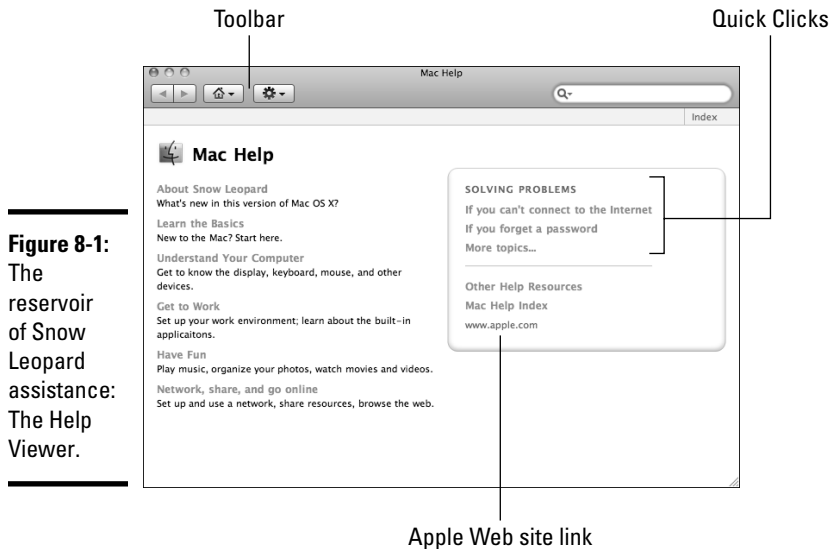 Toolbar
Quick Clicks
Mac Help
Index
Mac Help
About Snow Leopard
What's new in this version of Mac OS X?
Learn the Basics
New to the Mac? Start here.
Understand Your Computer
Get to know the display, keyboard, mouse, and other
devices.
Get to Work
Set up your work environment; learn about the built-in
applicaitons.
Have Fun
Play music, organize your photos, watch movies and videos.
Network, share, and go online
Set up and use a network, share resources, browse the web.
SOLVING PROBLEMS
If you can't connect to the Internet
If you forget a password
More topics...
Other Help Resources
Mac Help Index
www.apple.com
Figure 8-1:
The
reservoir
of Snow
Leopard
assistance:
The Help
Viewer.
Apple Web site link